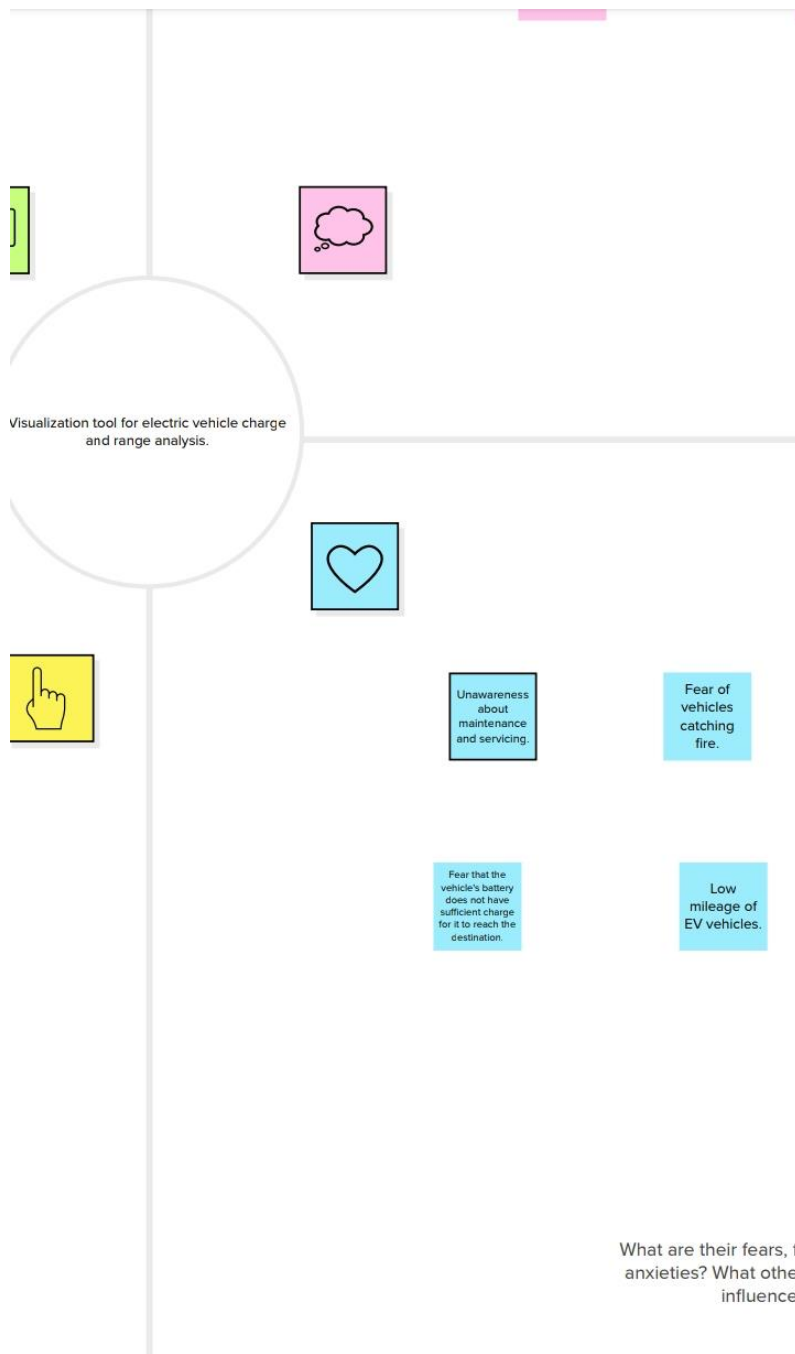 Visualization tool for electric vehicle charge
and range analysis.
Unawareness
about
maintenance
and servicing.
Fear of
vehicles
catching
fire.
Fear that the
vehicle's battery
does not have
sufficient charge
for it to reach the
destination.
Low
mileage of
EV vehicles.
What are their fears,
anxieties? What othe
influence